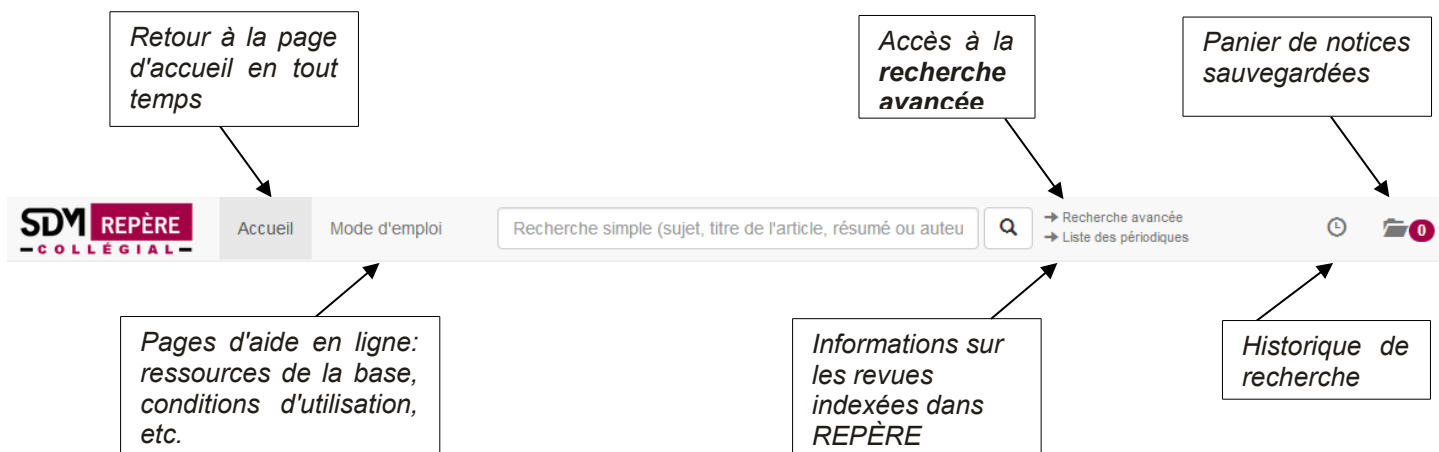 Retour à la page
d'accueil en tout
temps
Accès à la
recherche
avancée
Panier de notices
sauvegardées
SDM REPÈRE
COLLÉGIAL
Accueil
Mode d'emploi
Recherche simple (sujet, titre de l'article, résumé ou auteu
Recherche avancée
Liste des périodiques
0
Pages d'aide en ligne:
ressources de la base,
conditions d'utilisation,
etc.
Informations sur
les revues
indexées dans
REPÈRE
Historique de
recherche